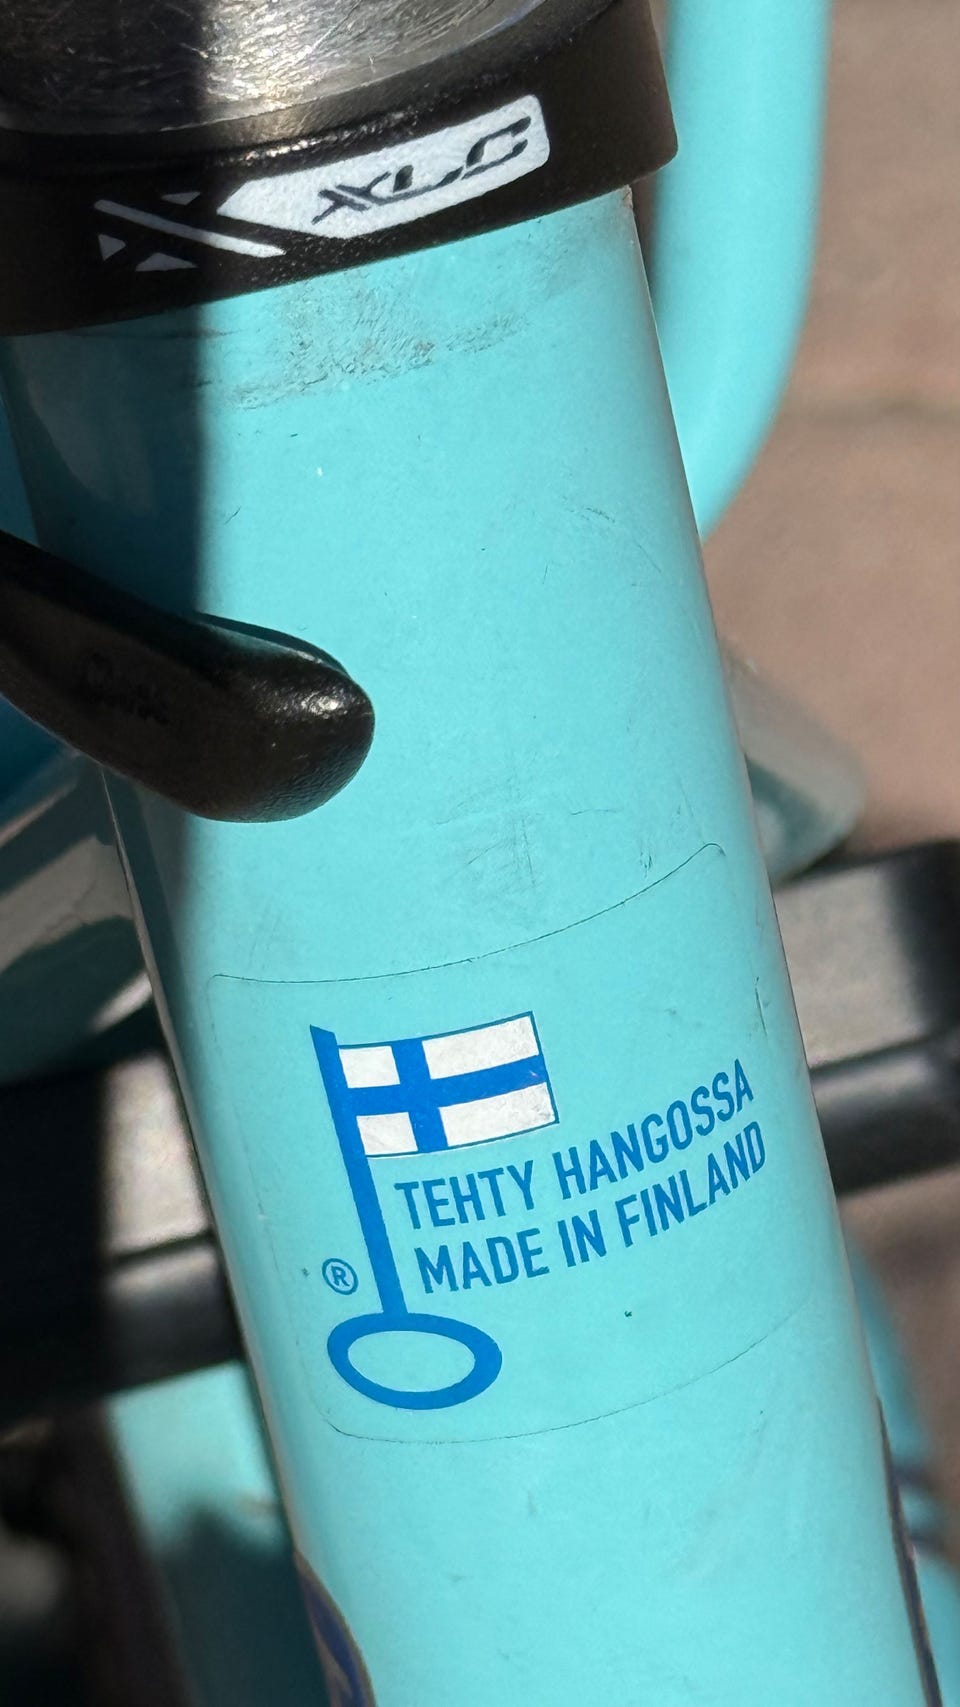 XLC
TEHTY HANGOSSA
MADE IN FINLAND
®